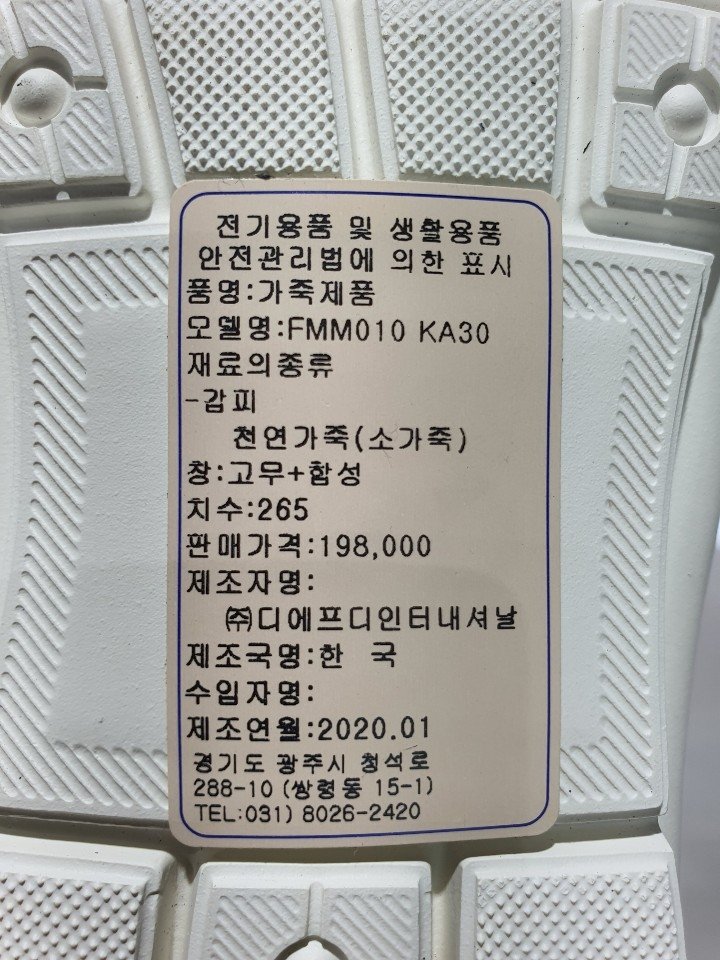 전기용품 및 생활용품
안전관리법에 의한 표시
품명:가죽제품
모델명:FMM010 KA30
재료의종류
-갑피
천연가죽(소가죽)
창:고무+합성
치수:265
판매가격:198,000
제조자명:
㈜디에프디인터내셔날
제조국명:한 국
수입자명:
제조연월:2020.01
경기도 광주시 청석로
288-10 (쌍령동 15-1)
TEL:031) 8026-2420